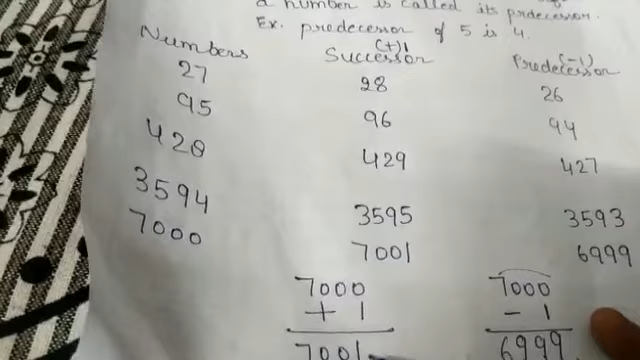 a number is called its predecessor.
Ex. predecessor of 5 is 4.
Numbers Successor (+)1 Predecessor (-1)
27 28 26
95 96 94
428 429 427
3594 3595 3593
7000 7001 6999
7000 7000
+ 1 - 1
7001 6999